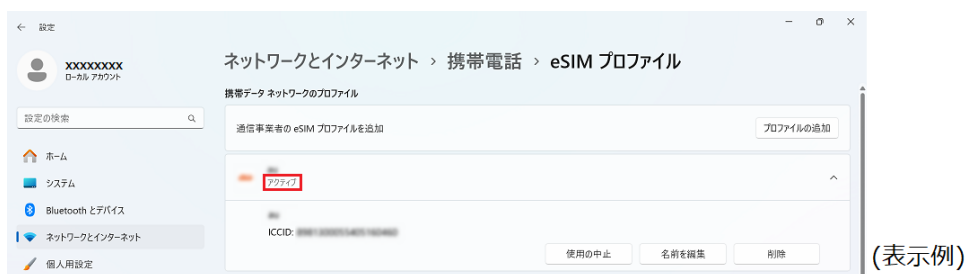 設定
xxxxxxxx
ローカル アカウント
設定の検索
ホーム
システム
Bluetooth とデバイス
ネットワークとインターネット
個人用設定
ネットワークとインターネット › 携帯電話 › eSIM プロファイル
携帯データ ネットワークのプロファイル
通信事業者の eSIM プロファイルを追加
プロファイルの追加
アクティブ
ICCID:
使用の中止
名前を編集
削除
(表示例)